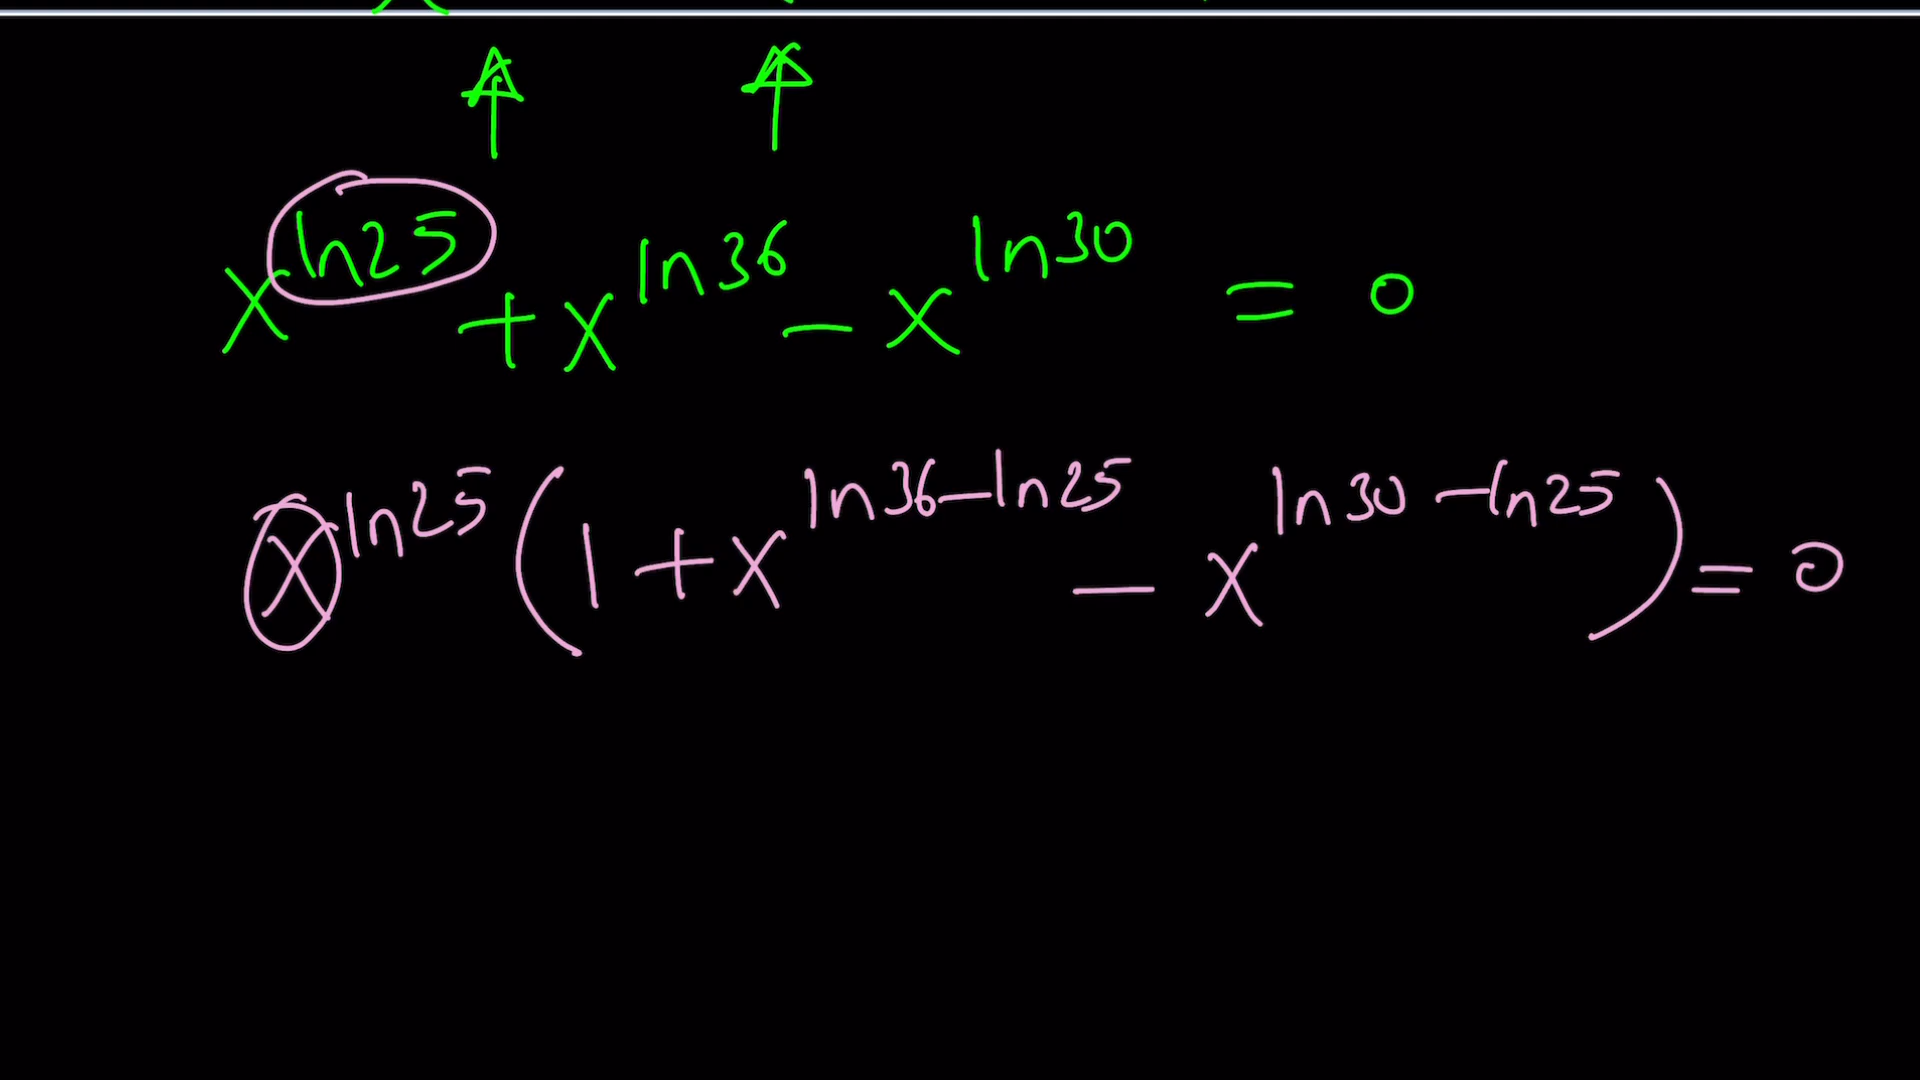 x^ln25 + x^ln36 - x^ln30 = 0
x^ln25 (1 + x^ln36-ln25 - x^ln30-ln25) = 0